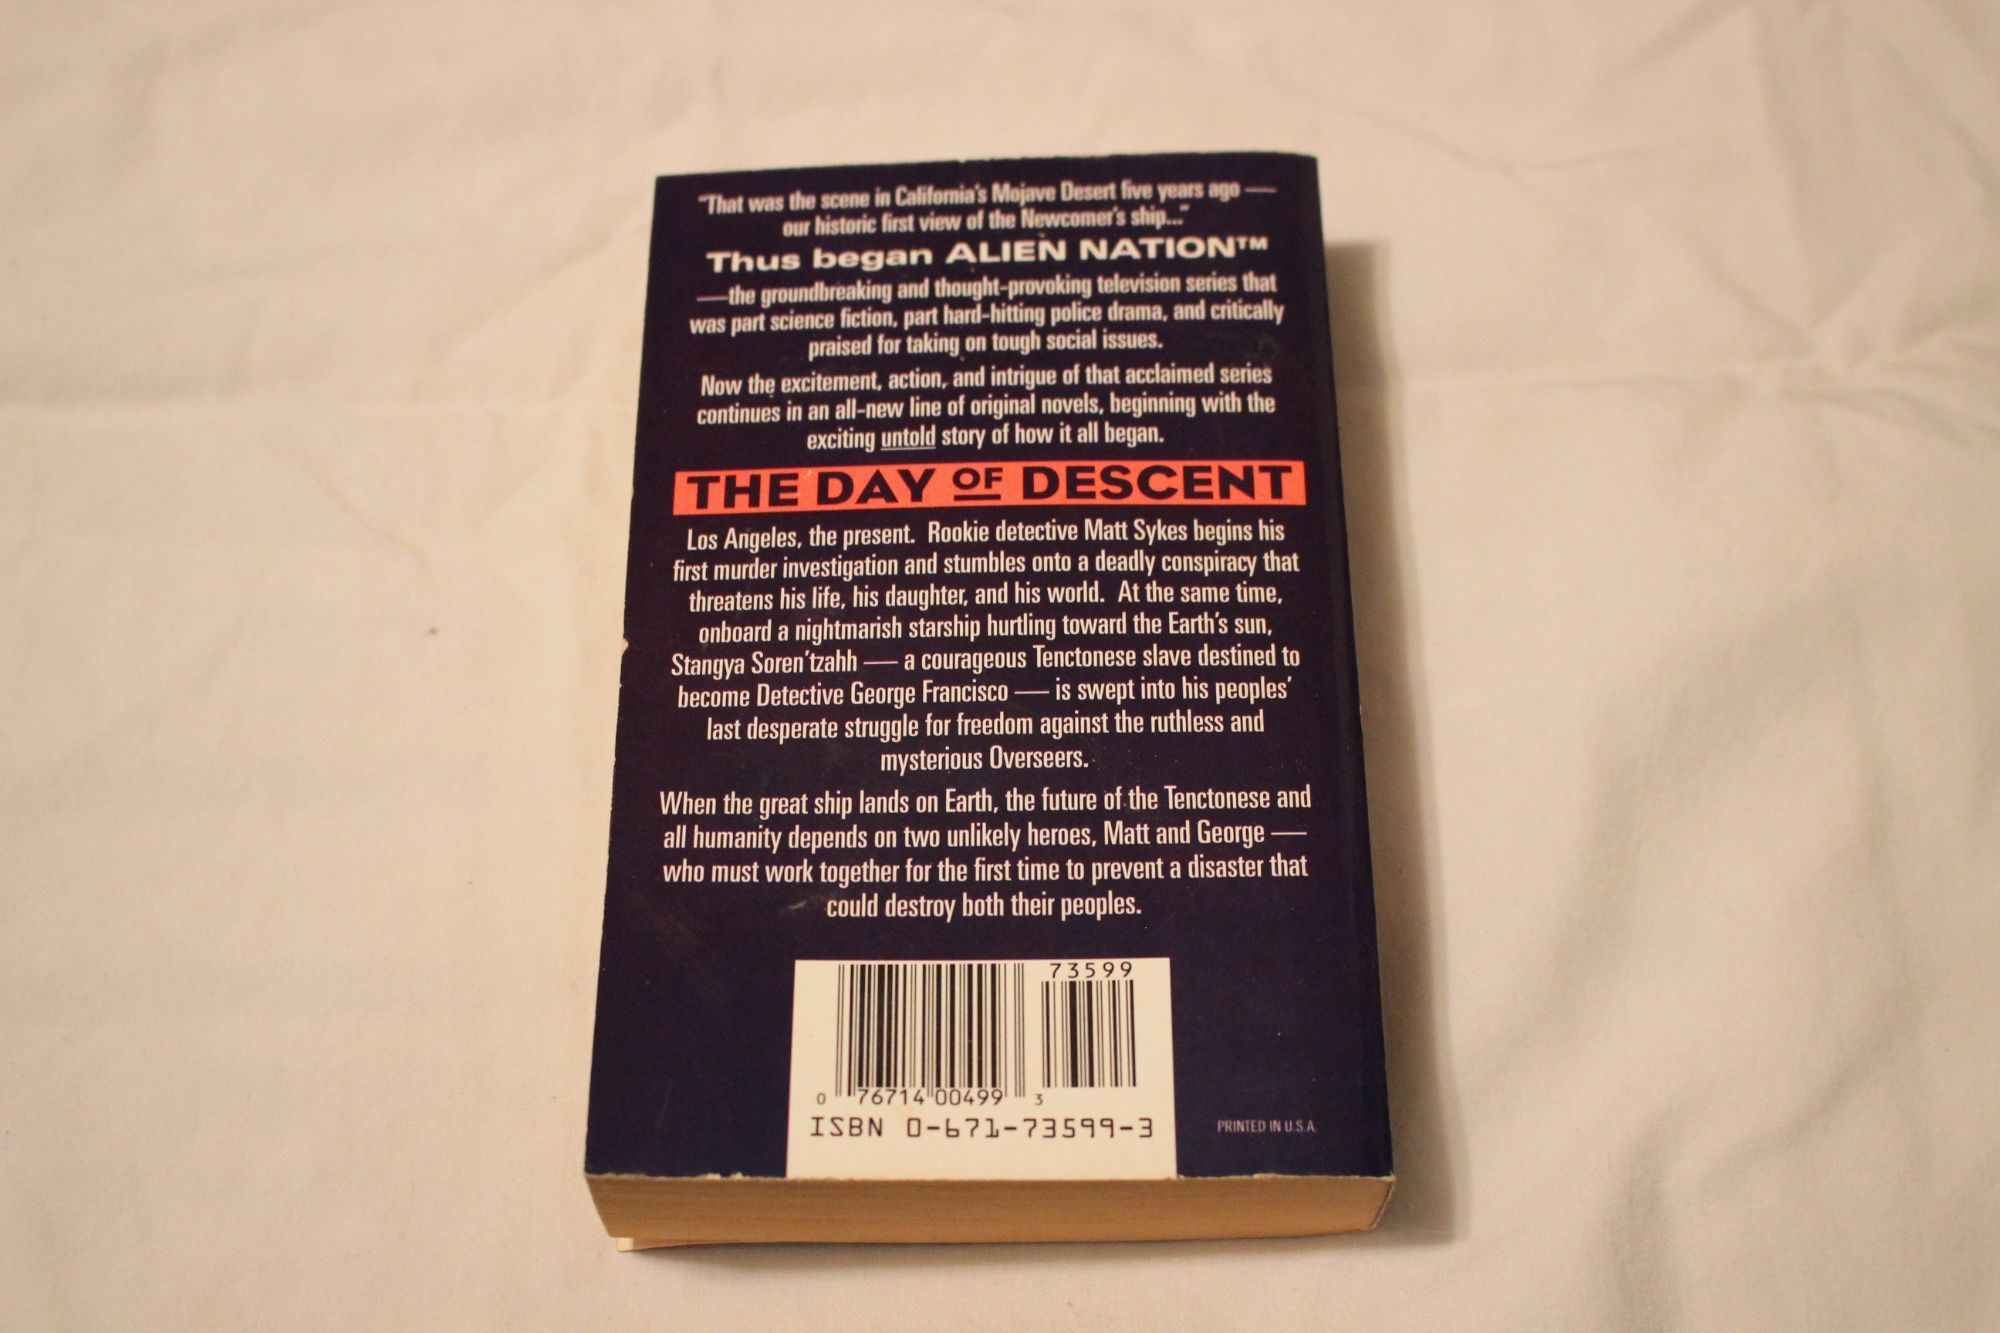 "That was the scene in California's Mojave Desert five years ago —
our historic first view of the Newcomer's ship..."
Thus began ALIEN NATION™
—the groundbreaking and thought-provoking television series that
was part science fiction, part hard-hitting police drama, and critically
praised for taking on tough social issues.
Now the excitement, action, and intrigue of that acclaimed series
continues in an all-new line of original novels, beginning with the
exciting untold story of how it all began.
THE DAY OF DESCENT
Los Angeles, the present. Rookie detective Matt Sykes begins his
first murder investigation and stumbles onto a deadly conspiracy that
threatens his life, his daughter, and his world. At the same time,
onboard a nightmarish starship hurtling toward the Earth's sun,
Stangya Soren'tzahh — a courageous Tenctonese slave destined to
become Detective George Francisco — is swept into his peoples'
last desperate struggle for freedom against the ruthless and
mysterious Overseers.
When the great ship lands on Earth, the future of the Tenctonese and
all humanity depends on two unlikely heroes, Matt and George —
who must work together for the first time to prevent a disaster that
could destroy both their peoples.
73599
0 76714 00499 3
ISBN 0-671-73599-3
PRINTED IN U.S.A.